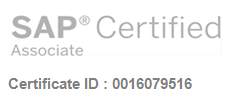 SAP® Certified
Associate
Certificate ID : 0016079516